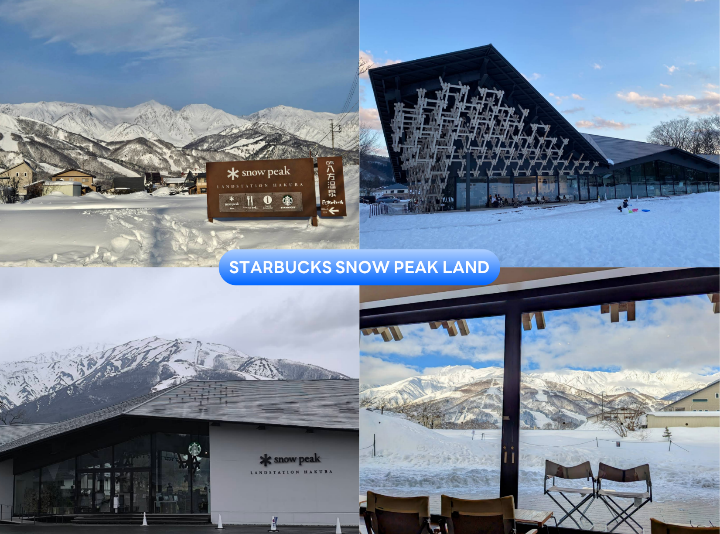 snow peak
LANDSTATION HAKUBA
八方温泉
STARBUCKS SNOW PEAK LAND
snow peak
LANDSTATION HAKUBA